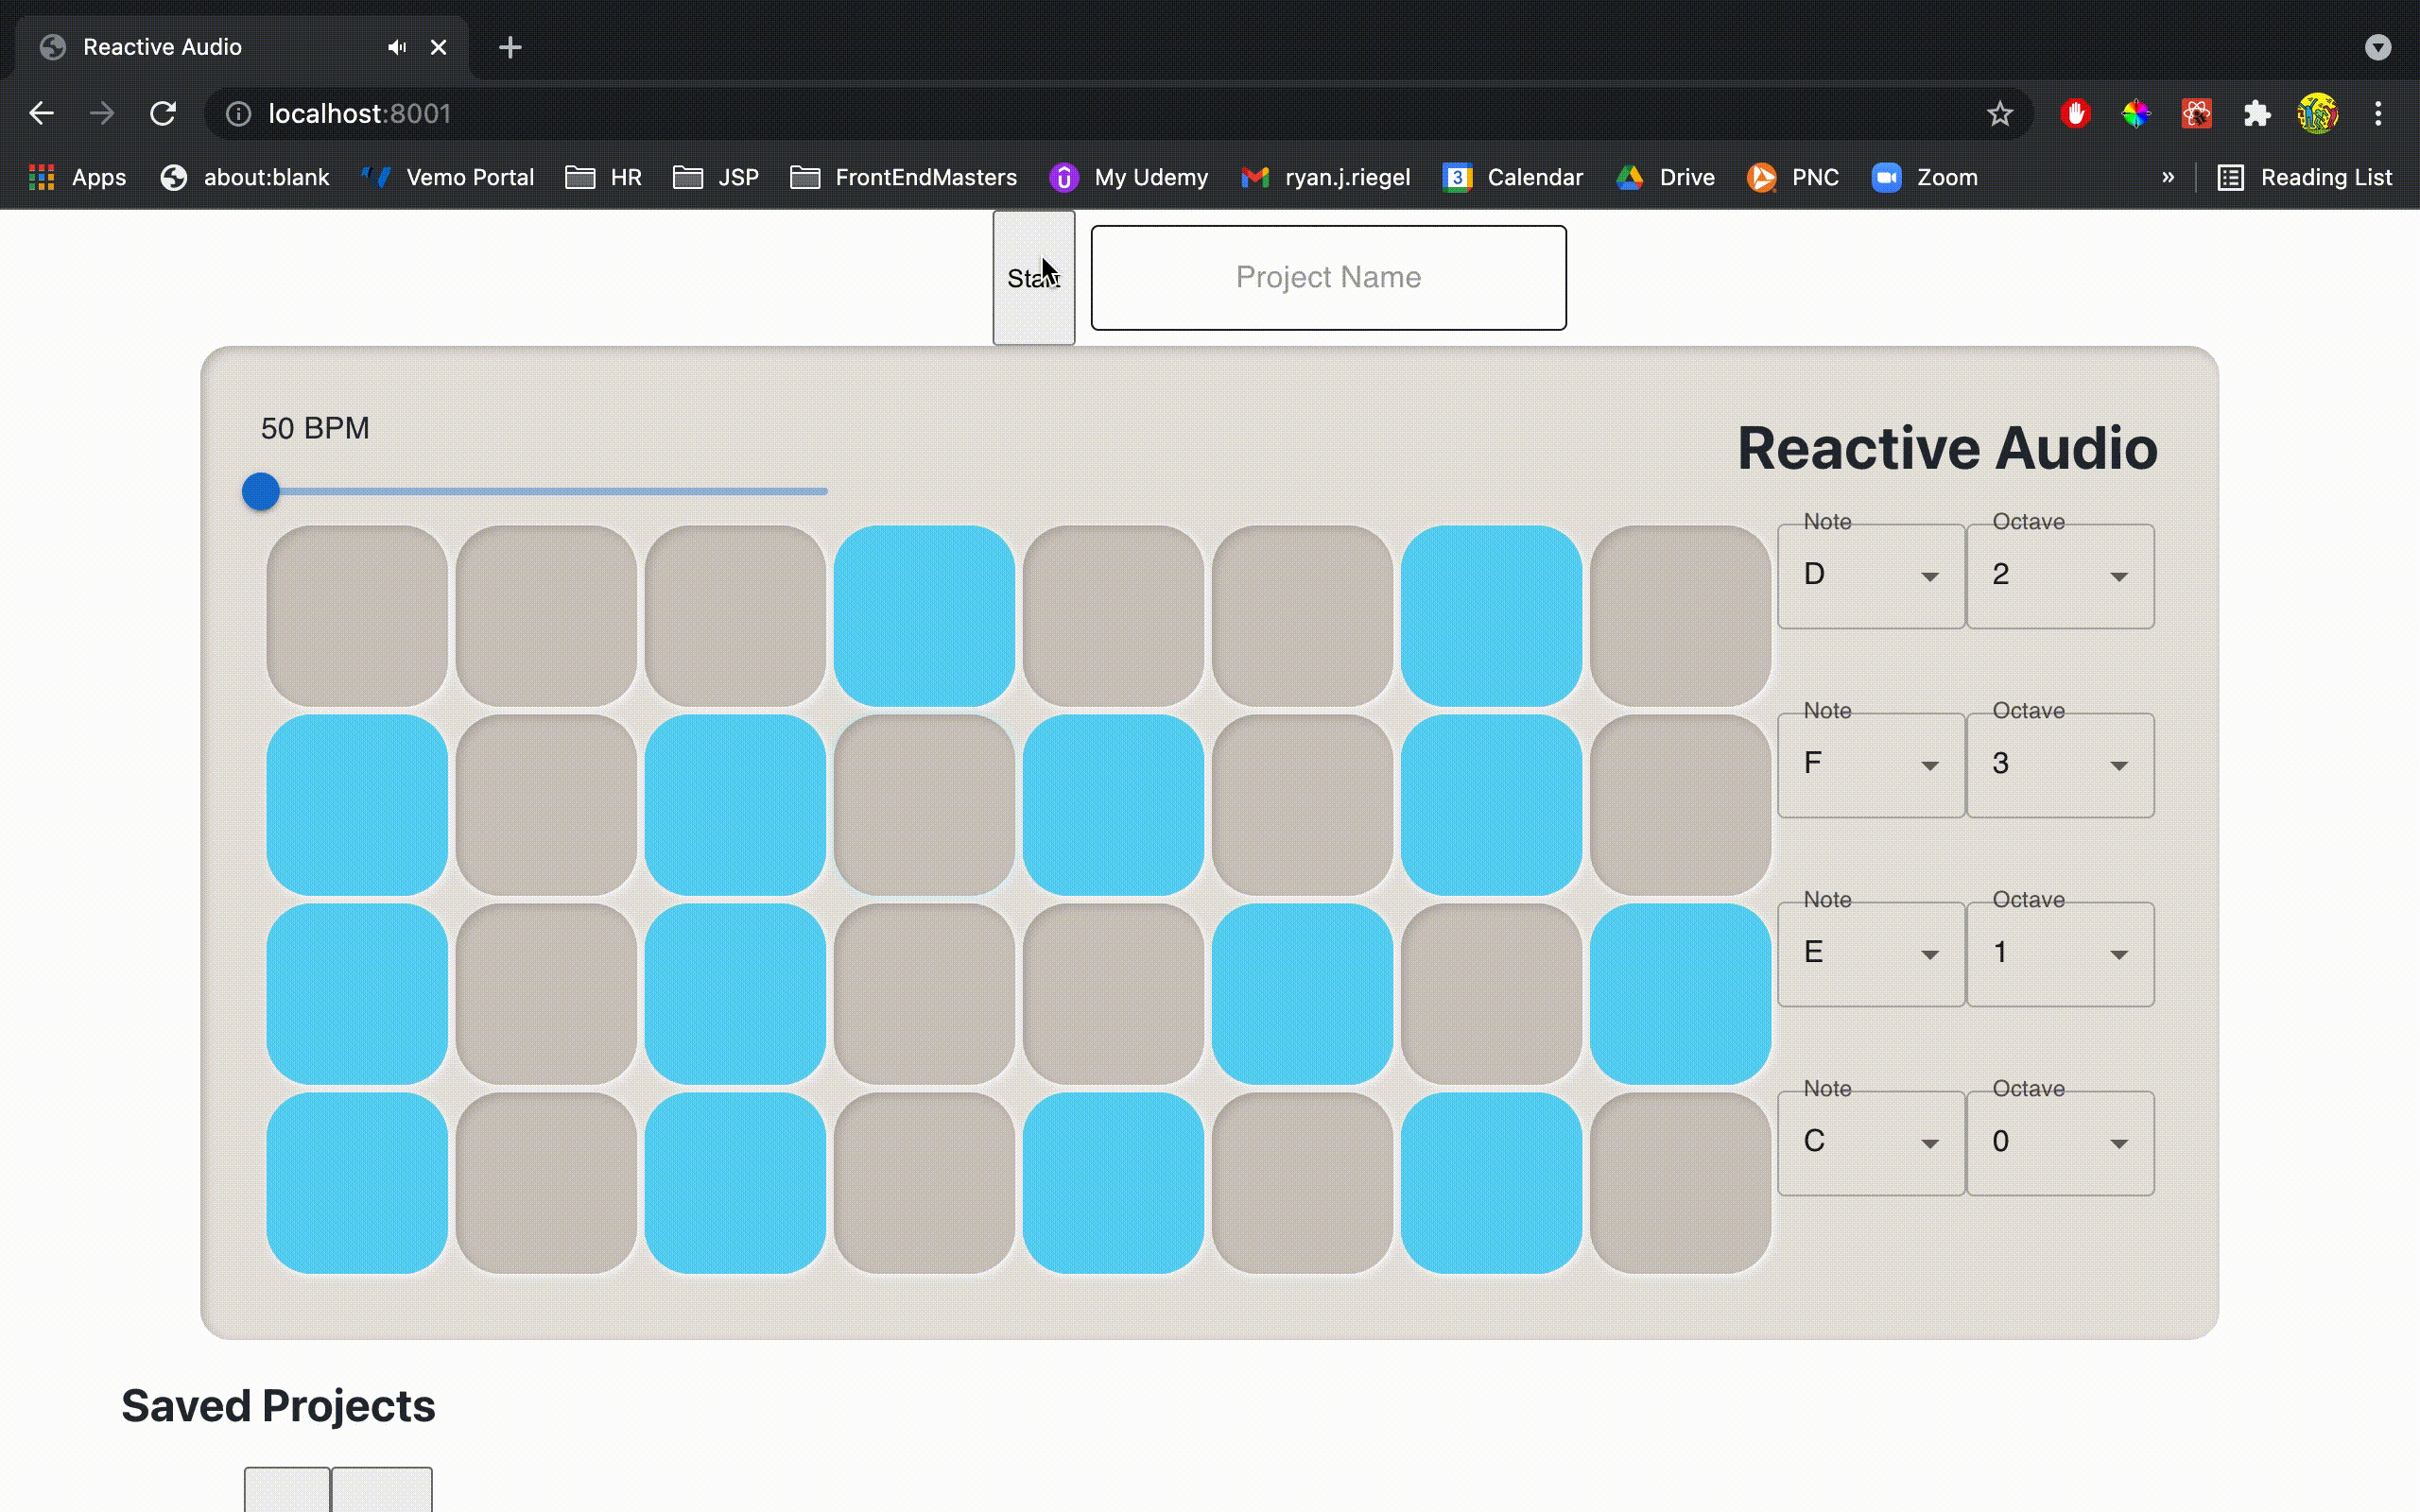 Reactive Audio
localhost:8001
Apps about:blank Vemo Portal HR JSP FrontEndMasters My Udemy ryan.j.riegel 3 Calendar Drive PNC Zoom » Reading List
Start Project Name
50 BPM
Reactive Audio
Note Octave
D 2
Note Octave
F 3
Note Octave
E 1
Note Octave
C 0
Saved Projects